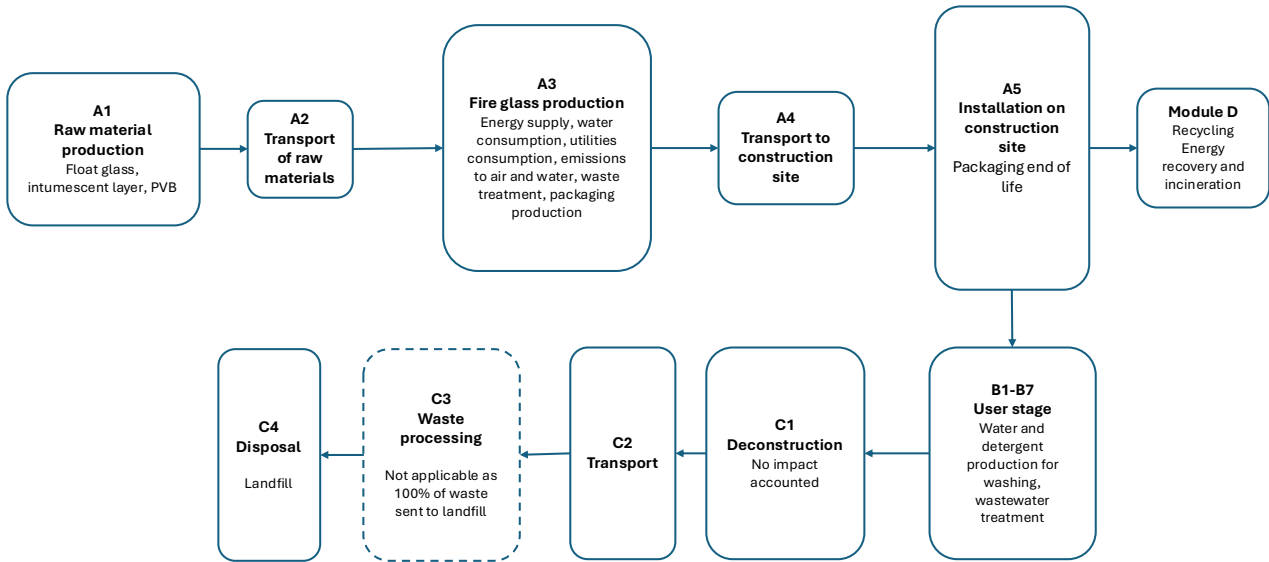 A1
Raw material
production
Float glass,
intumescent layer, PVB
A2
Transport
of raw
materials
A3
Fire glass production
Energy supply, water
consumption, utilities
consumption, emissions
to air and water, waste
treatment, packaging
production
A4
Transport to
construction
site
A5
Installation on
construction
site
Packaging end of
life
Module D
Recycling
Energy
recovery and
incineration
C4
Disposal
Landfill
C3
Waste
processing
Not applicable as
100% of waste
sent to landfill
C2
Transport
C1
Deconstruction
No impact
accounted
B1-B7
User stage
Water and
detergent
production for
washing,
wastewater
treatment